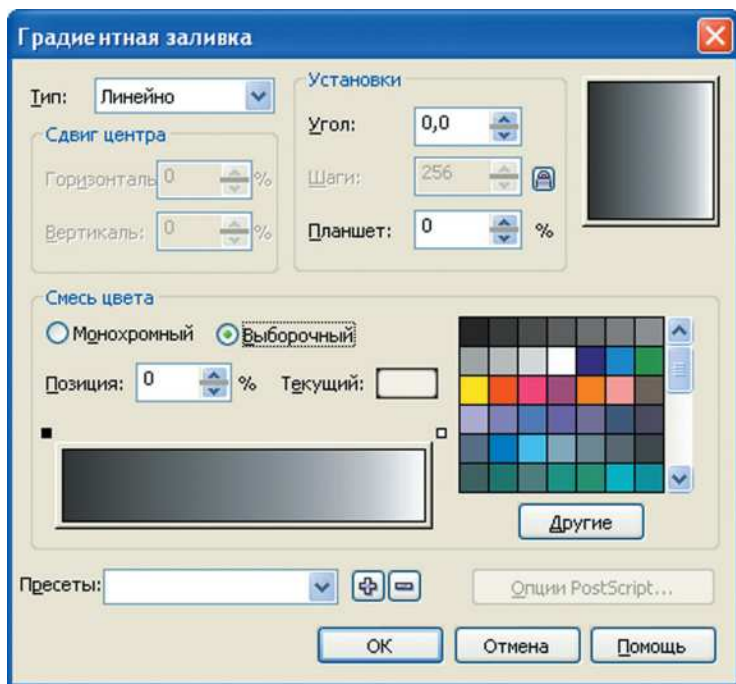 Градиентная заливка
Тип: Линейно
Сдвиг центра
Горизонталь 0 %
Вертикаль: 0 %
Установки
Угол: 0,0
Шаги: 256
Планшет: 0 %
Смесь цвета
Монохромный Выборочный
Позиция: 0 % Текущий:
Другие
Пресеты:
Опции PostScript...
ОК Отмена Помощь